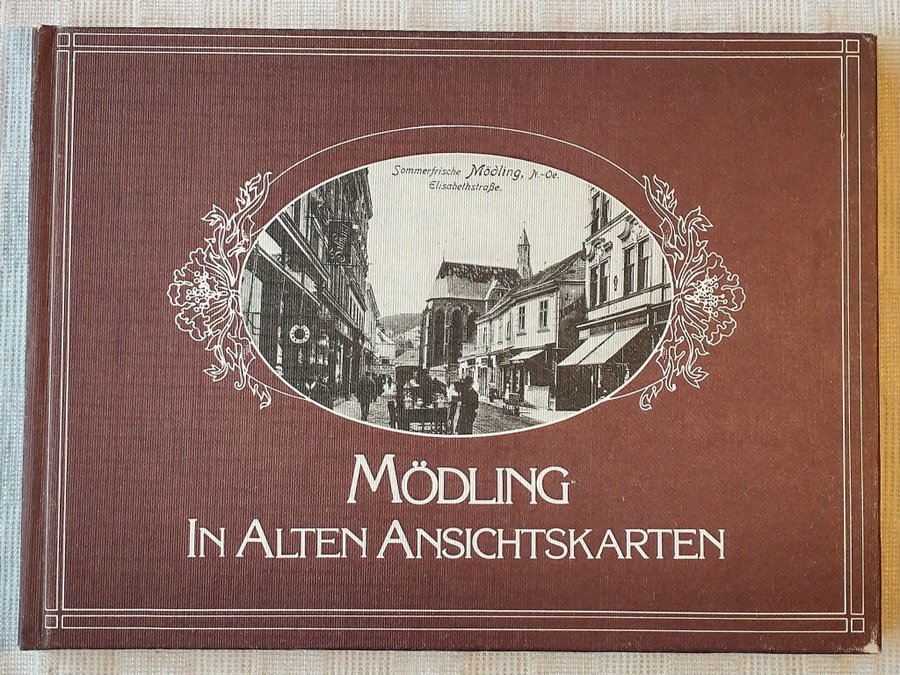 Sommerfrische Mödling, N.-Oe.
Elisabethstraße.
MÖDLING
IN ALTEN ANSICHTSKARTEN